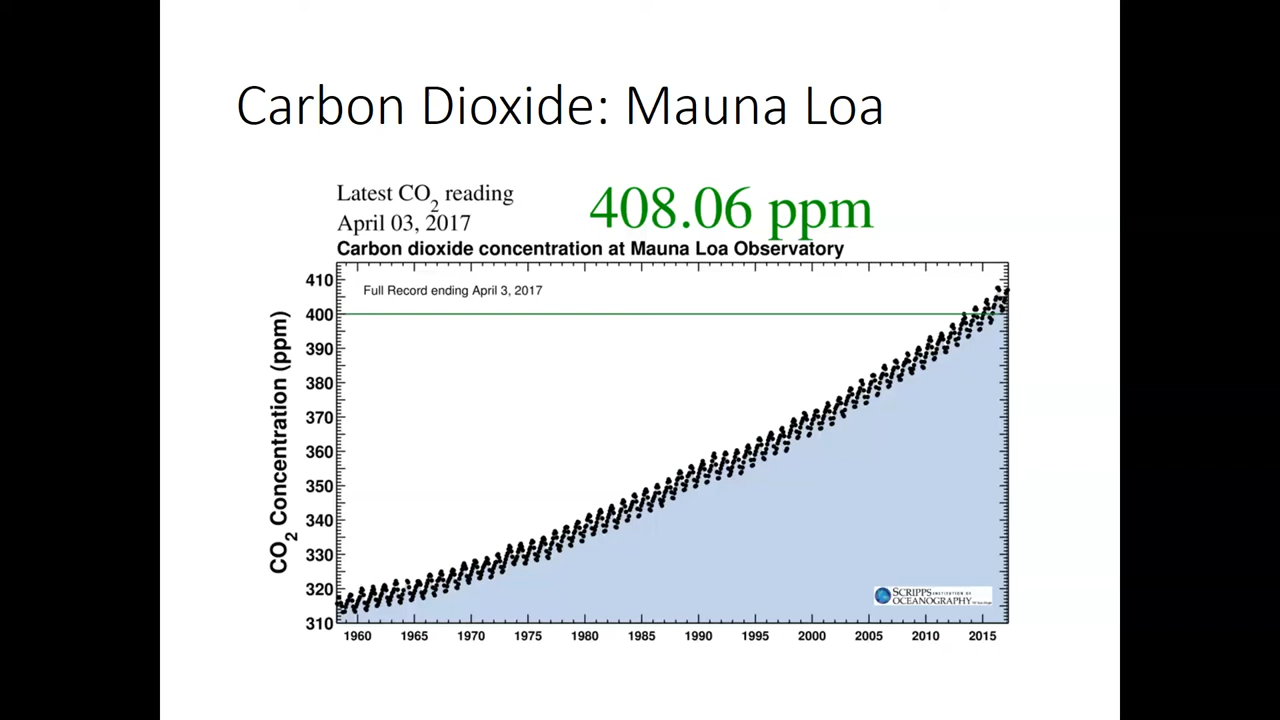 Carbon Dioxide: Mauna Loa
Latest CO2 reading
April 03, 2017
408.06 ppm
Carbon dioxide concentration at Mauna Loa Observatory
Full Record ending April 3, 2017
CO2 Concentration (ppm)
410
400
390
380
370
360
350
340
330
320
310
1960 1965 1970 1975 1980 1985 1990 1995 2000 2005 2010 2015
SCRIPPS INSTITUTION OF
OCEANOGRAPHY